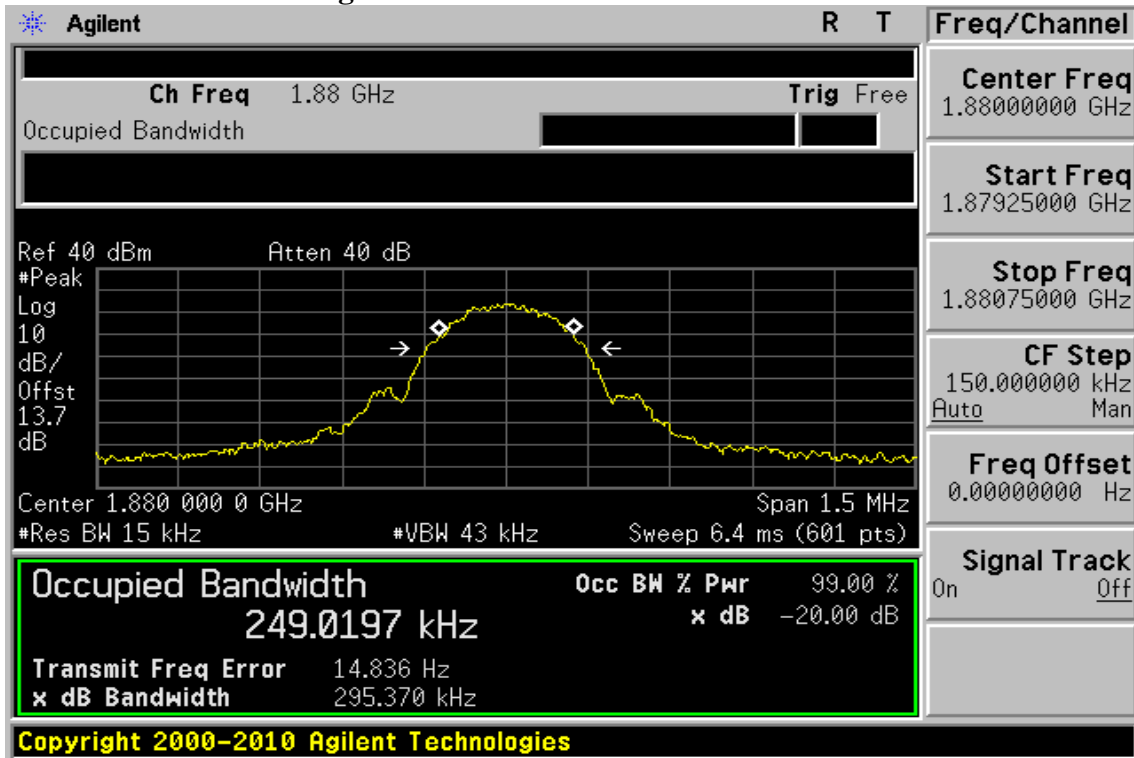 Agilent
R T
Freq/Channel
Ch Freq 1.88 GHz
Trig Free
Occupied Bandwidth
Center Freq
1.88000000 GHz
Start Freq
1.87925000 GHz
Stop Freq
1.88075000 GHz
CF Step
150.000000 kHz
Auto Man
Freq Offset
0.00000000 Hz
Signal Track
On Off
Ref 40 dBm
Atten 40 dB
#Peak
Log
10
dB/
Offst
13.7
dB
Center 1.880 000 0 GHz
Span 1.5 MHz
#Res BW 15 kHz
#VBW 43 kHz
Sweep 6.4 ms (601 pts)
Occupied Bandwidth
249.0197 kHz
Occ BW % Pwr 99.00 %
x dB -20.00 dB
Transmit Freq Error 14.836 Hz
x dB Bandwidth 295.370 kHz
Copyright 2000-2010 Agilent Technologies